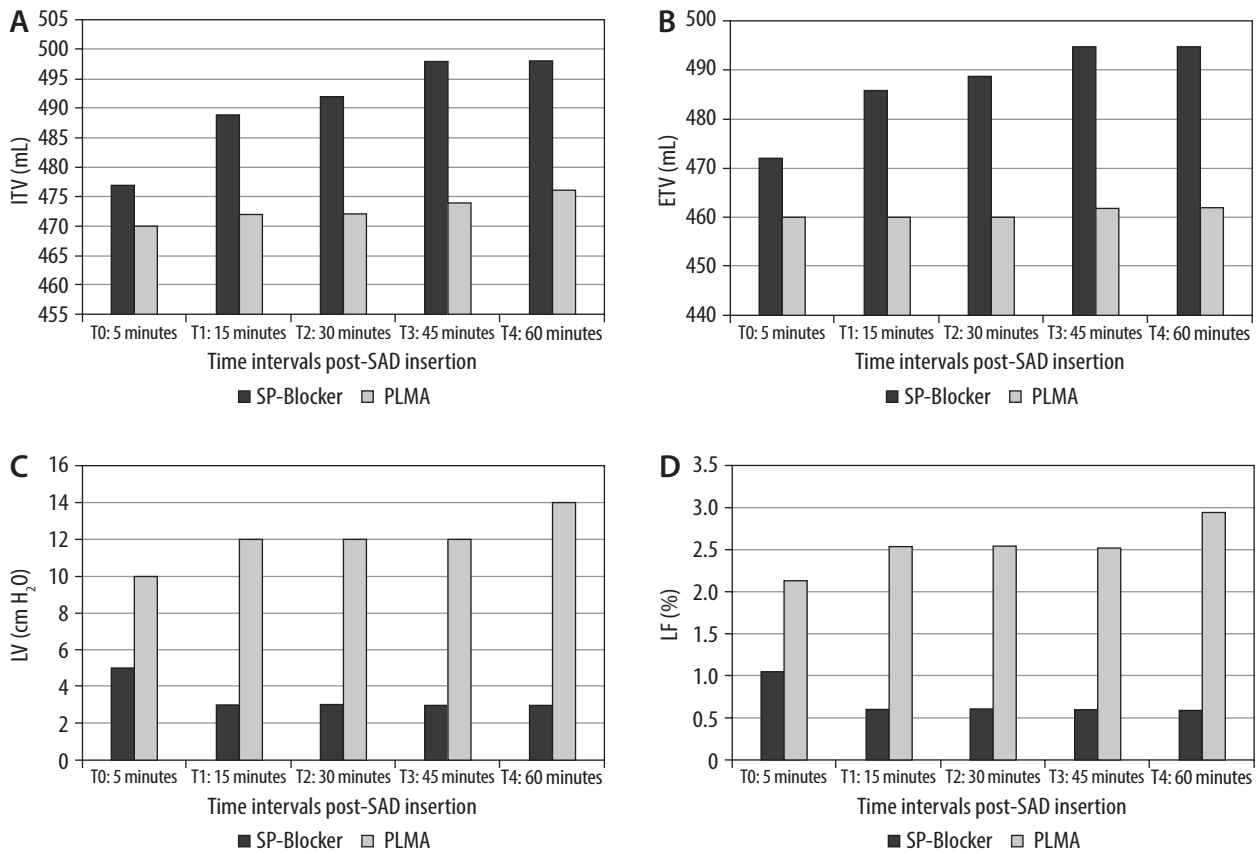 A
505
500
495
490
485
480
475
470
465
460
455
ITV (mL)
T0: 5 minutes T1: 15 minutes T2: 30 minutes T3: 45 minutes T4: 60 minutes
Time intervals post-SAD insertion
SP-Blocker PLMA
B
500
490
480
470
460
450
440
ETV (mL)
T0: 5 minutes T1: 15 minutes T2: 30 minutes T3: 45 minutes T4: 60 minutes
Time intervals post-SAD insertion
SP-Blocker PLMA
C
16
14
12
10
8
6
4
2
0
LV (cm H₂O)
T0: 5 minutes T1: 15 minutes T2: 30 minutes T3: 45 minutes T4: 60 minutes
Time intervals post-SAD insertion
SP-Blocker PLMA
D
3.5
3.0
2.5
2.0
1.5
1.0
0.5
0
LF (%)
T0: 5 minutes T1: 15 minutes T2: 30 minutes T3: 45 minutes T4: 60 minutes
Time intervals post-SAD insertion
SP-Blocker PLMA